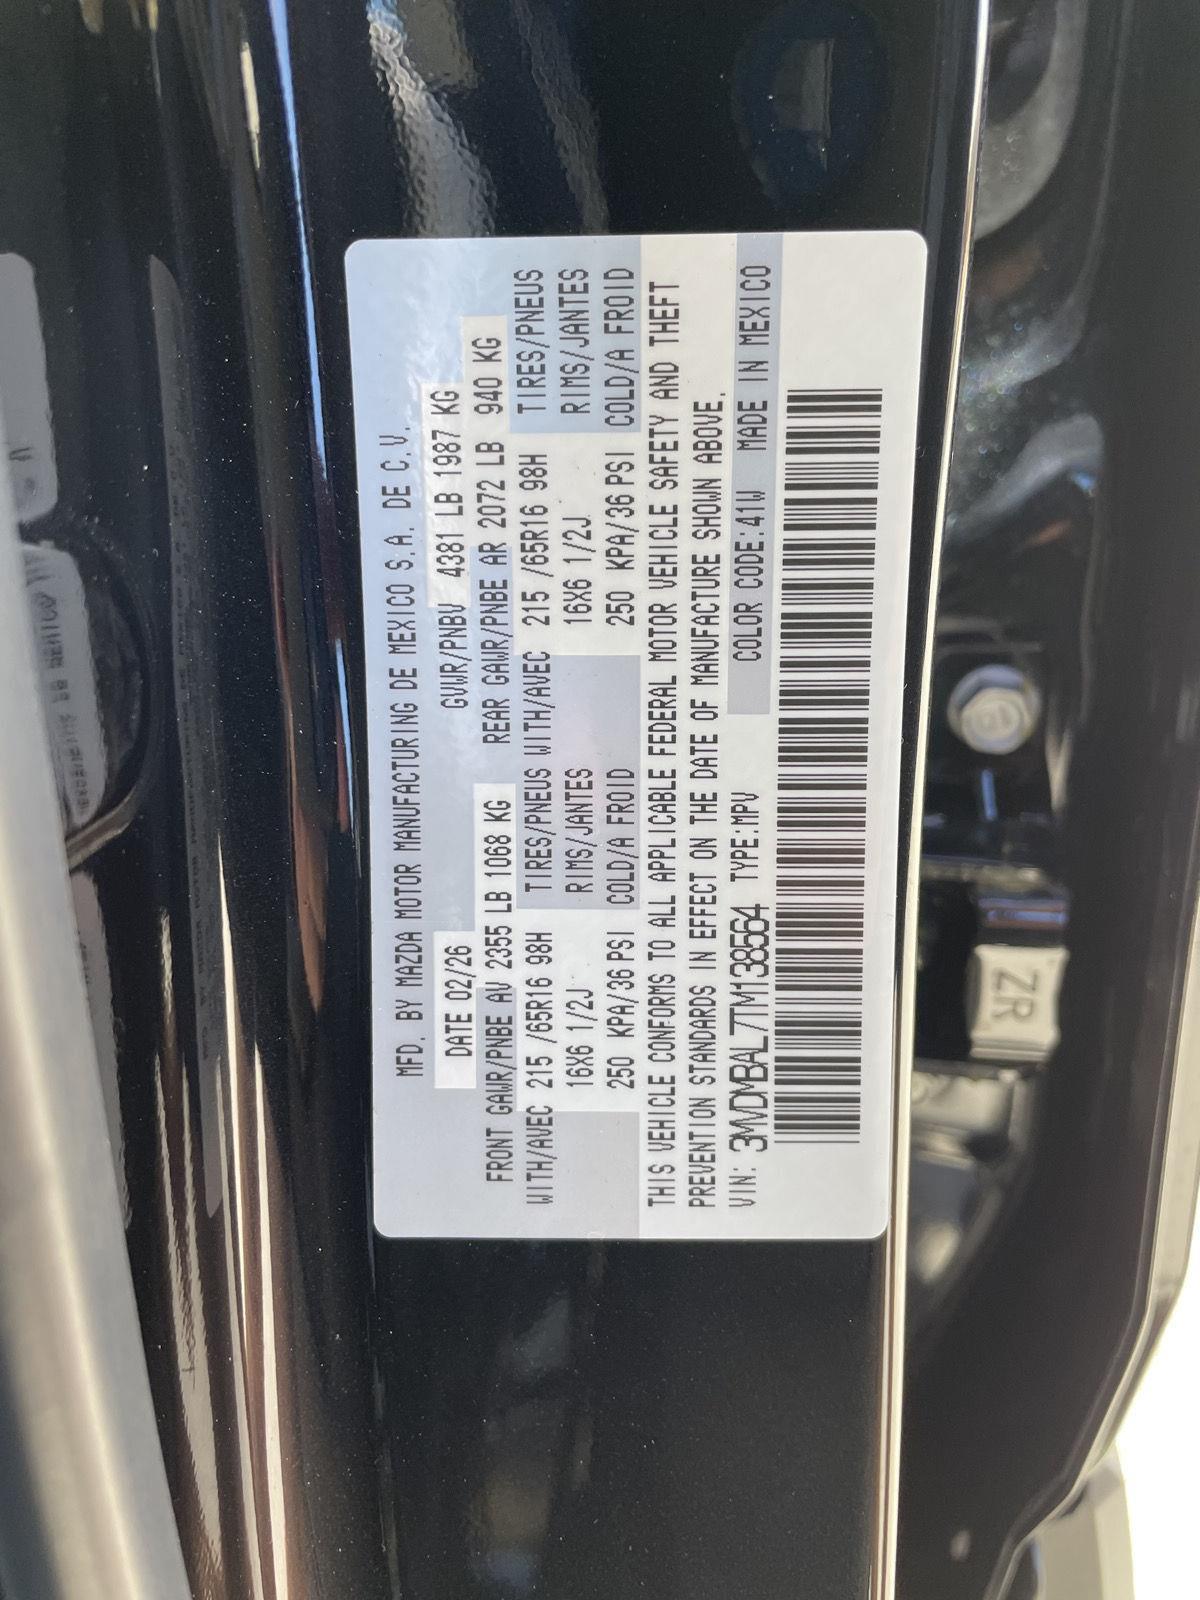 MFD. BY MAZDA MOTOR MANUFACTURING DE MEXICO S.A. DE C.V.
DATE 02/26 GVWR/PNBV 4381 LB 1987 KG
FRONT GAWR/PNBE AV 2355 LB 1068 KG REAR GAWR/PNBE AR 2072 LB 940 KG
WITH/AVEC 215 /65R16 98H TIRES/PNEUS WITH/AVEC 215 /65R16 98H TIRES/PNEUS
16X6 1/2J RIMS/JANTES 16X6 1/2J RIMS/JANTES
250 KPA/36 PSI COLD/A FROID 250 KPA/36 PSI COLD/A FROID
THIS VEHICLE CONFORMS TO ALL APPLICABLE FEDERAL MOTOR VEHICLE SAFETY AND THEFT
PREVENTION STANDARDS IN EFFECT ON THE DATE OF MANUFACTURE SHOWN ABOVE.
VIN: 3MVDMBAL7TM138564 TYPE:MPV COLOR CODE:41W MADE IN MEXICO
ZR